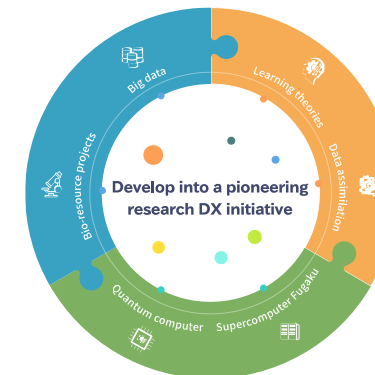 Big data
Learning theories
Bio-resource projects
Data assimilation
Develop into a pioneering
research DX initiative
Quantum computer
Supercomputer Fugaku